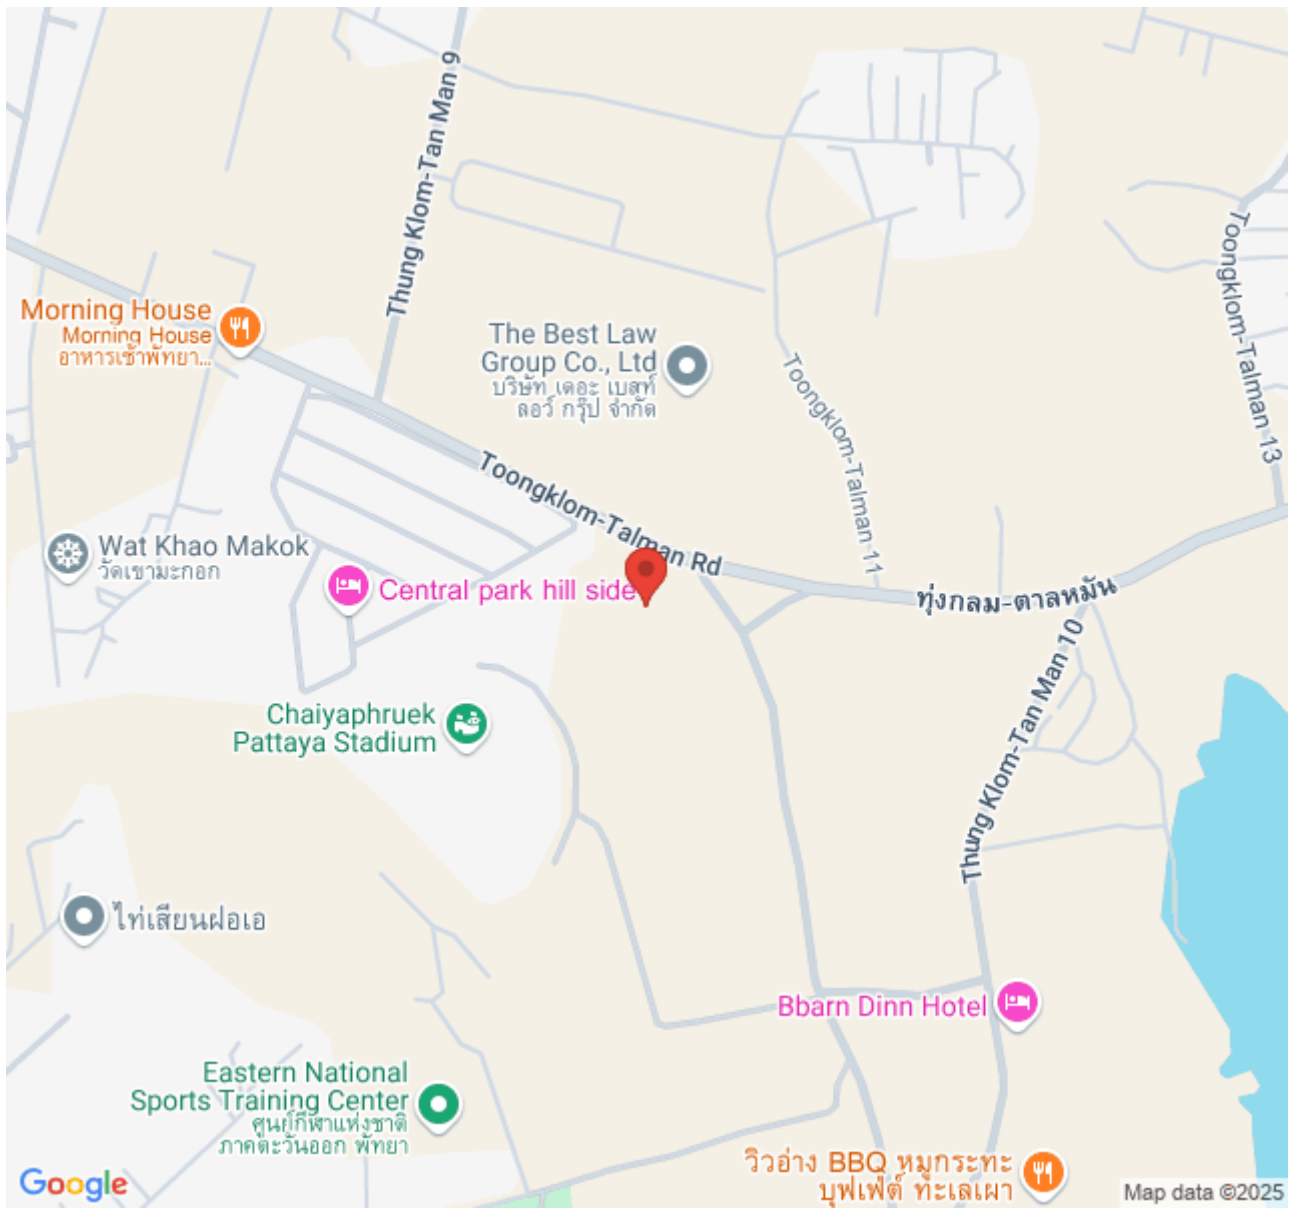 Thung Klom-Tan Man 9
Toongklom-Talman 13
Morning House
Morning House
อาหารเช้าพัทยา...
The Best Law
Group Co., Ltd
บริษัท เดอะ เบสท์
ลอว์ กรุ๊ป จำกัด
Toongklom-Talman 11
Toongklom-Talman Rd
Wat Khao Makok
วัดเขามะกอก
Central park hill side
ทุ่งกลม-ตาลหมัน
Thung Klom-Tan Man 10
Chaiyaphruek
Pattaya Stadium
ไท่เสียนฝอเอ
Bbarn Dinn Hotel
Eastern National
Sports Training Center
ศูนย์กีฬาแห่งชาติ
ภาคตะวันออก พัทยา
วิวอ่าง BBQ หมูกระทะ
บุฟเฟ่ต์ ทะเลเผา
Google
Map data ©2025